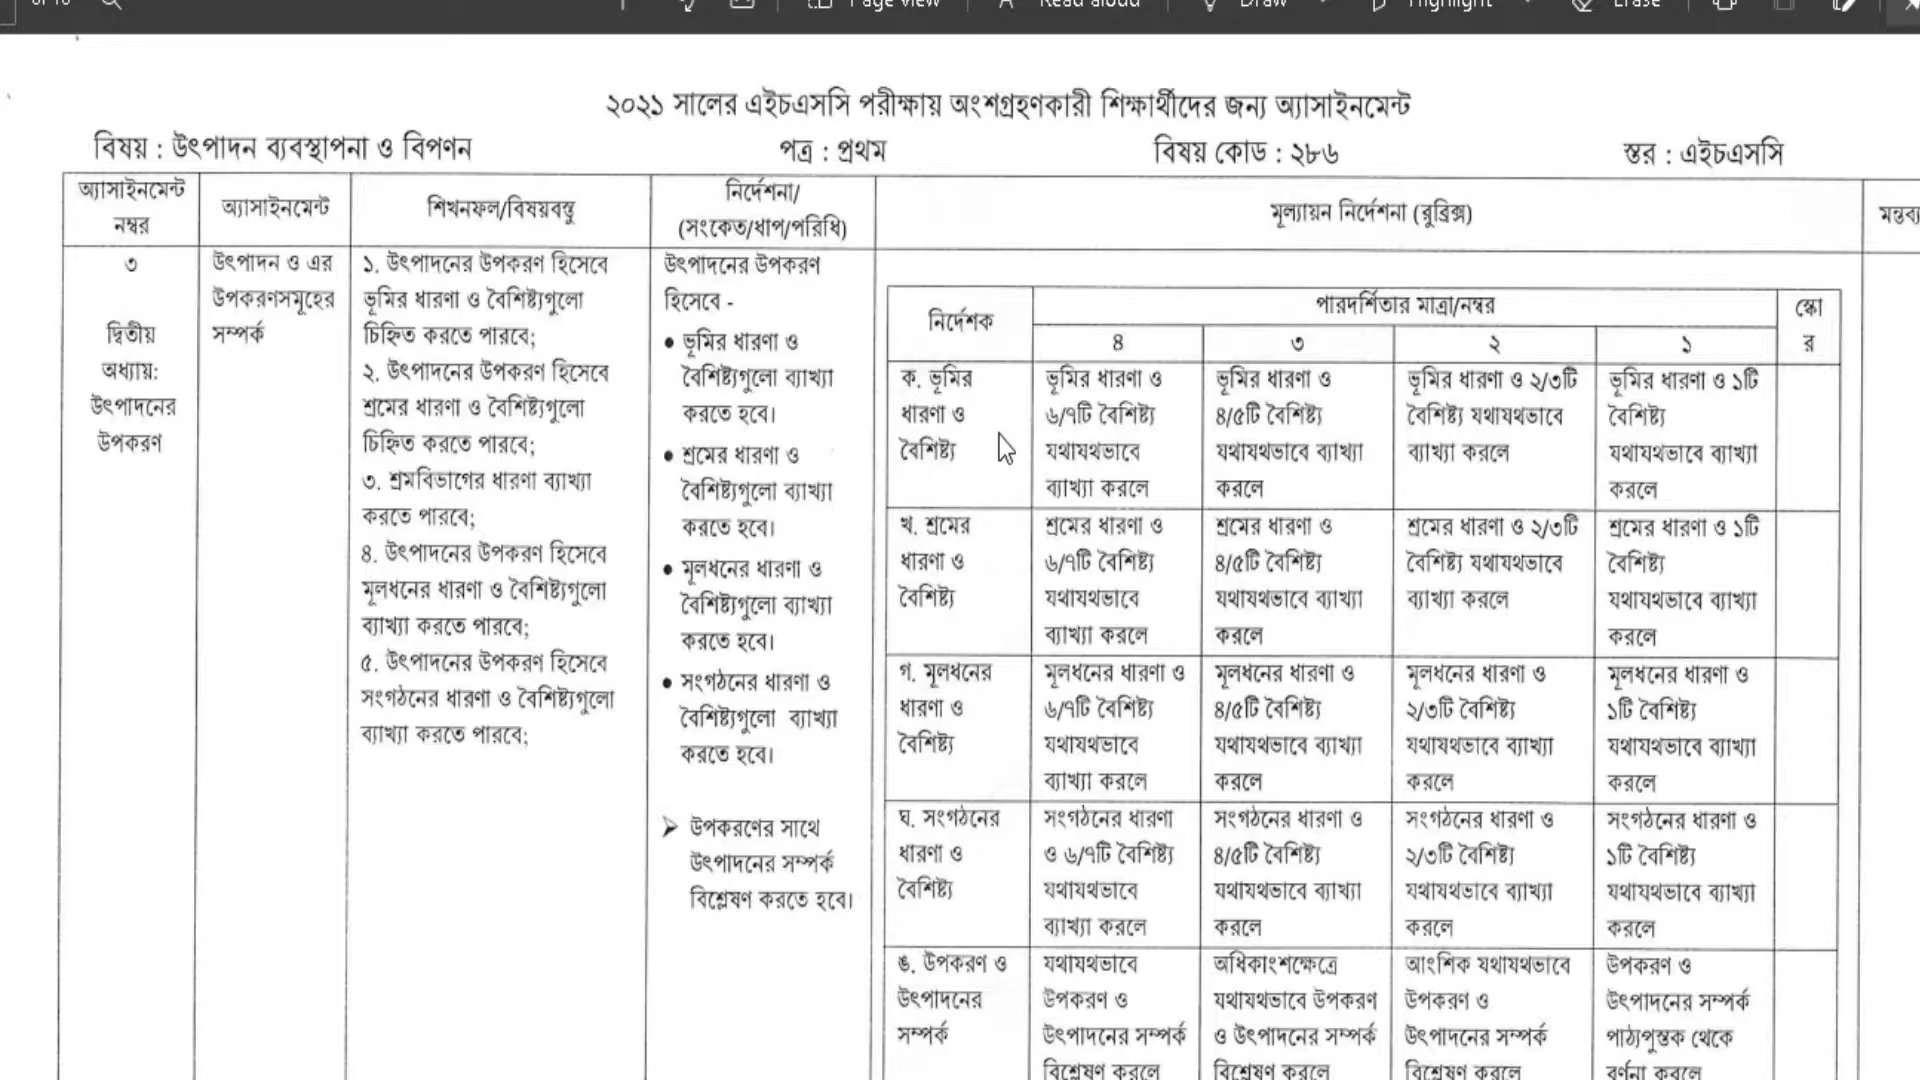 Page view
Read aloud
Draw
Highlight
Erase
২০২১ সালের এইচএসসি পরীক্ষায় অংশগ্রহণকারী শিক্ষার্থীদের জন্য অ্যাসাইনমেন্ট
বিষয় : উৎপাদন ব্যবস্থাপনা ও বিপণন পত্র : প্রথম বিষয় কোড : ২৮৬ স্তর : এইচএসসি
অ্যাসাইনমেন্ট
নম্বর
অ্যাসাইনমেন্ট
শিখনফল/বিষয়বস্তু
নির্দেশনা/
(সংকেত/ধাপ/পরিধি)
মূল্যায়ন নির্দেশনা (রুব্রিক্স)
মন্তব্য
৩
দ্বিতীয়
অধ্যায়:
উৎপাদনের
উপকরণ
উৎপাদন ও এর
উপকরণসমূহের
সম্পর্ক
১. উৎপাদনের উপকরণ হিসেবে
ভূমির ধারণা ও বৈশিষ্ট্যগুলো
চিহ্নিত করতে পারবে;
২. উৎপাদনের উপকরণ হিসেবে
শ্রমের ধারণা ও বৈশিষ্ট্যগুলো
চিহ্নিত করতে পারবে;
৩. শ্রমবিভাগের ধারণা ব্যাখ্যা
করতে পারবে;
৪. উৎপাদনের উপকরণ হিসেবে
মূলধনের ধারণা ও বৈশিষ্ট্যগুলো
ব্যাখ্যা করতে পারবে;
৫. উৎপাদনের উপকরণ হিসেবে
সংগঠনের ধারণা ও বৈশিষ্ট্যগুলো
ব্যাখ্যা করতে পারবে;
উৎপাদনের উপকরণ
হিসেবে -
• ভূমির ধারণা ও
বৈশিষ্ট্যগুলো ব্যাখ্যা
করতে হবে।
• শ্রমের ধারণা ও
বৈশিষ্ট্যগুলো ব্যাখ্যা
করতে হবে।
• মূলধনের ধারণা ও
বৈশিষ্ট্যগুলো ব্যাখ্যা
করতে হবে।
• সংগঠনের ধারণা ও
বৈশিষ্ট্যগুলো ব্যাখ্যা
করতে হবে।
➢ উপকরণের সাথে
উৎপাদনের সম্পর্ক
বিশ্লেষণ করতে হবে।
নির্দেশক
পারদর্শিতার মাত্রা/নম্বর
স্কো
র
৪ ৩ ২ ১
ক. ভূমির
ধারণা ও
বৈশিষ্ট্য
ভূমির ধারণা ও
৬/৭টি বৈশিষ্ট্য
যথাযথভাবে
ব্যাখ্যা করলে
ভূমির ধারণা ও
৪/৫টি বৈশিষ্ট্য
যথাযথভাবে ব্যাখ্যা
করলে
ভূমির ধারণা ও ২/৩টি
বৈশিষ্ট্য যথাযথভাবে
ব্যাখ্যা করলে
ভূমির ধারণা ও ১টি
বৈশিষ্ট্য
যথাযথভাবে ব্যাখ্যা
করলে
খ. শ্রমের
ধারণা ও
বৈশিষ্ট্য
শ্রমের ধারণা ও
৬/৭টি বৈশিষ্ট্য
যথাযথভাবে
ব্যাখ্যা করলে
শ্রমের ধারণা ও
৪/৫টি বৈশিষ্ট্য
যথাযথভাবে ব্যাখ্যা
করলে
শ্রমের ধারণা ও ২/৩টি
বৈশিষ্ট্য যথাযথভাবে
ব্যাখ্যা করলে
শ্রমের ধারণা ও ১টি
বৈশিষ্ট্য
যথাযথভাবে ব্যাখ্যা
করলে
গ. মূলধনের
ধারণা ও
বৈশিষ্ট্য
মূলধনের ধারণা ও
৬/৭টি বৈশিষ্ট্য
যথাযথভাবে
ব্যাখ্যা করলে
মূলধনের ধারণা ও
৪/৫টি বৈশিষ্ট্য
যথাযথভাবে ব্যাখ্যা
করলে
মূলধনের ধারণা ও
২/৩টি বৈশিষ্ট্য
যথাযথভাবে ব্যাখ্যা
করলে
মূলধনের ধারণা ও
১টি বৈশিষ্ট্য
যথাযথভাবে ব্যাখ্যা
করলে
ঘ. সংগঠনের
ধারণা ও
বৈশিষ্ট্য
সংগঠনের ধারণা
ও ৬/৭টি বৈশিষ্ট্য
যথাযথভাবে
ব্যাখ্যা করলে
সংগঠনের ধারণা ও
৪/৫টি বৈশিষ্ট্য
যথাযথভাবে ব্যাখ্যা
করলে
সংগঠনের ধারণা ও
২/৩টি বৈশিষ্ট্য
যথাযথভাবে ব্যাখ্যা
করলে
সংগঠনের ধারণা ও
১টি বৈশিষ্ট্য
যথাযথভাবে ব্যাখ্যা
করলে
ঙ. উপকরণ ও
উৎপাদনের
সম্পর্ক
যথাযথভাবে
উপকরণ ও
উৎপাদনের সম্পর্ক
বিশ্লেষণ করলে
অধিকাংশক্ষেত্রে
যথাযথভাবে উপকরণ
ও উৎপাদনের সম্পর্ক
বিশ্লেষণ করলে
আংশিক যথাযথভাবে
উপকরণ ও
উৎপাদনের সম্পর্ক
বিশ্লেষণ করলে
উপকরণ ও
উৎপাদনের সম্পর্ক
পাঠ্যপুস্তক থেকে
বর্ণনা করলে